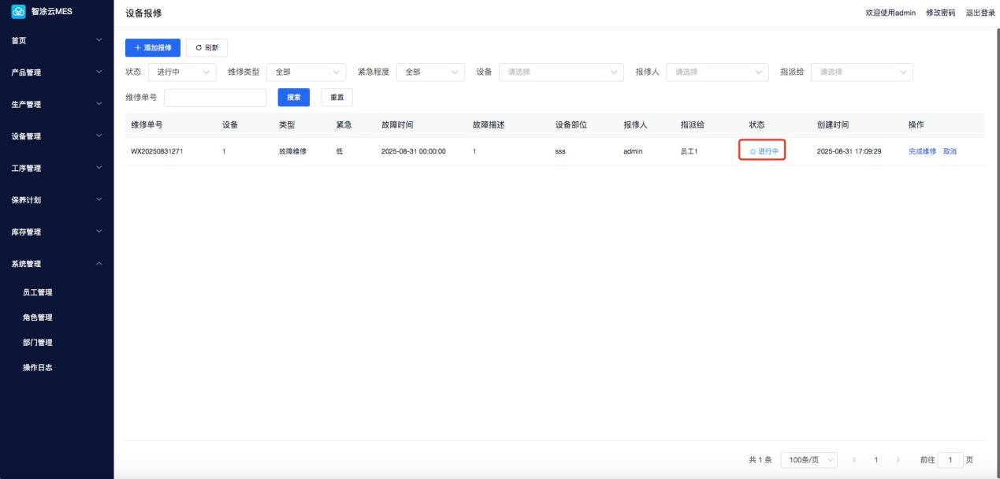 智涂云MES
首页
产品管理
生产管理
设备管理
工序管理
保养计划
库存管理
系统管理
员工管理
角色管理
部门管理
操作日志
设备报修
欢迎使用admin 修改密码 退出登录
+ 添加报修 刷新
状态 进行中 维修类型 全部 紧急程度 全部 设备 请选择 报修人 请选择 指派给 请选择
维修单号 搜索 重置
维修单号 设备 类型 紧急 故障时间 故障描述 设备部位 报修人 指派给 状态 创建时间 操作
WX20250831271 1 故障维修 低 2025-08-31 00:00:00 1 sss admin 员工1 进行中 2025-08-31 17:09:29 完成维修 取消
共 1 条 100条/页 < 1 > 前往 1 页